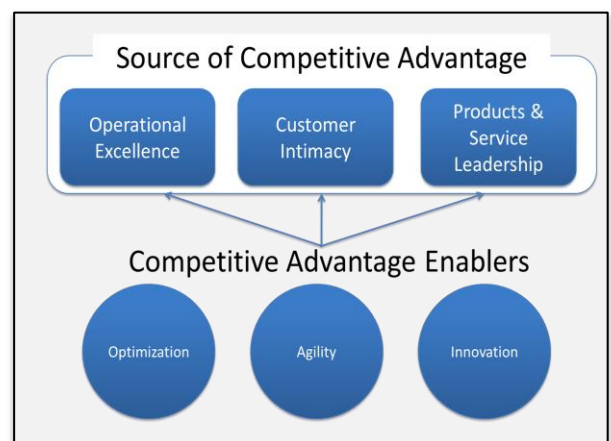 Source of Competitive Advantage
Operational
Excellence
Customer
Intimacy
Products &
Service
Leadership
Competitive Advantage Enablers
Optimization
Agility
Innovation